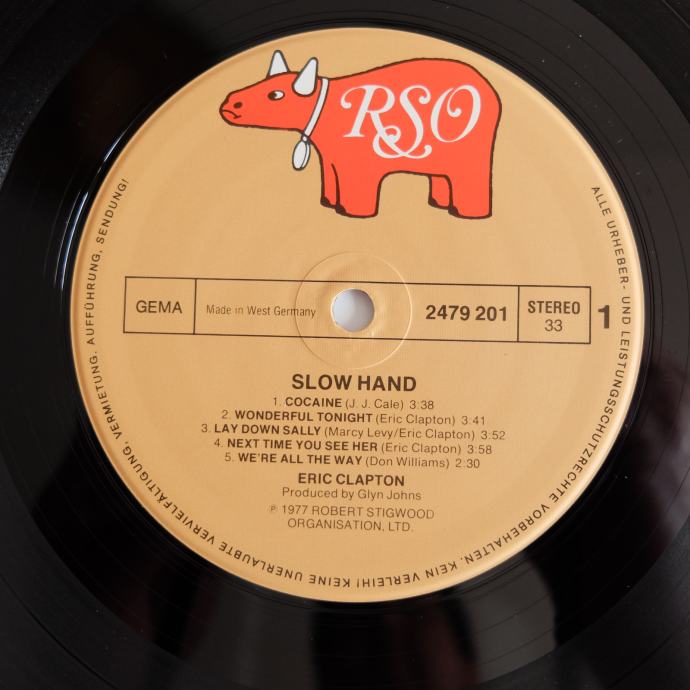 RSO
GEMA
Made in West Germany
2479 201
STEREO
33
1
SLOW HAND
1. COCAINE (J. J. Cale) 3:38
2. WONDERFUL TONIGHT (Eric Clapton) 3:41
3. LAY DOWN SALLY (Marcy Levy/Eric Clapton) 3:52
4. NEXT TIME YOU SEE HER (Eric Clapton) 3:58
5. WE'RE ALL THE WAY (Don Williams) 2:30
ERIC CLAPTON
Produced by Glyn Johns
℗ 1977 ROBERT STIGWOOD
ORGANISATION, LTD.
ALLE URHEBER- UND LEISTUNGSSCHUTZRECHTE VORBEHALTEN. KEIN VERLEIH! KEINE UNERLAUBTE VERVIELFÄLTIGUNG, VERMIETUNG, AUFFÜHRUNG, SENDUNG!